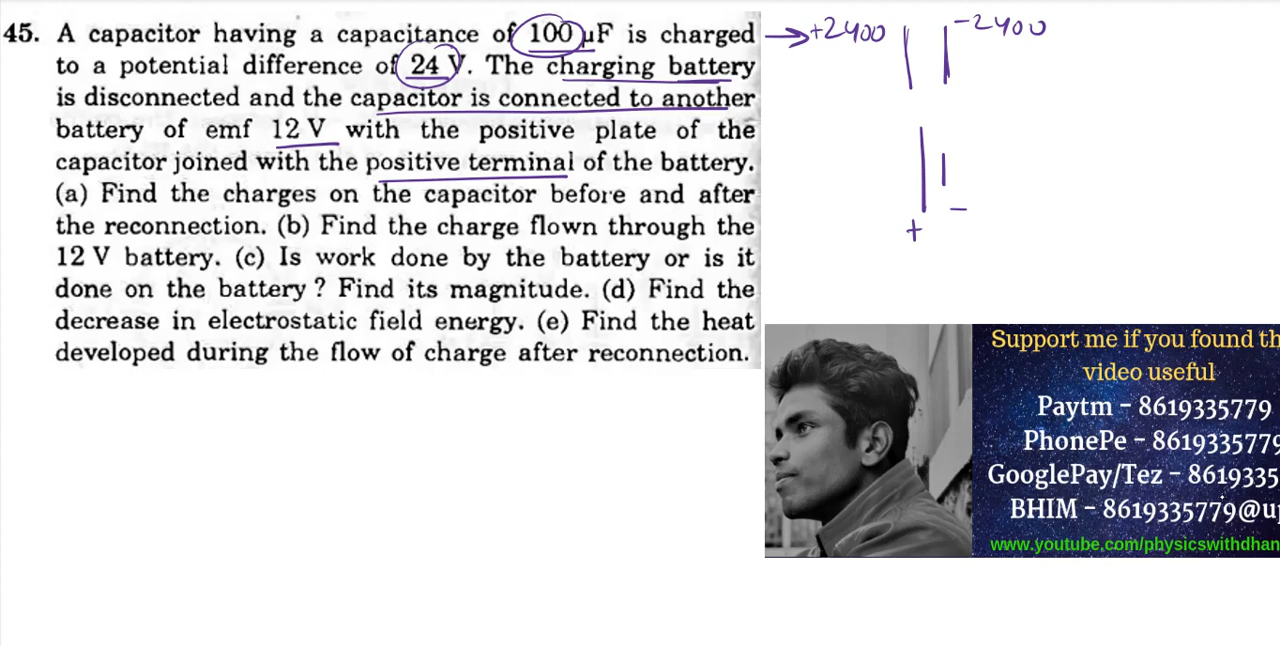 45. A capacitor having a capacitance of 100 µF is charged
to a potential difference of 24 V. The charging battery
is disconnected and the capacitor is connected to another
battery of emf 12 V with the positive plate of the
capacitor joined with the positive terminal of the battery.
(a) Find the charges on the capacitor before and after
the reconnection. (b) Find the charge flown through the
12 V battery. (c) Is work done by the battery or is it
done on the battery ? Find its magnitude. (d) Find the
decrease in electrostatic field energy. (e) Find the heat
developed during the flow of charge after reconnection.
+2400
-2400
+
-
Support me if you found th
video useful
Paytm - 8619335779
PhonePe - 8619335779
GooglePay/Tez - 8619335
BHIM - 8619335779@up
www.youtube.com/physicswithdhan